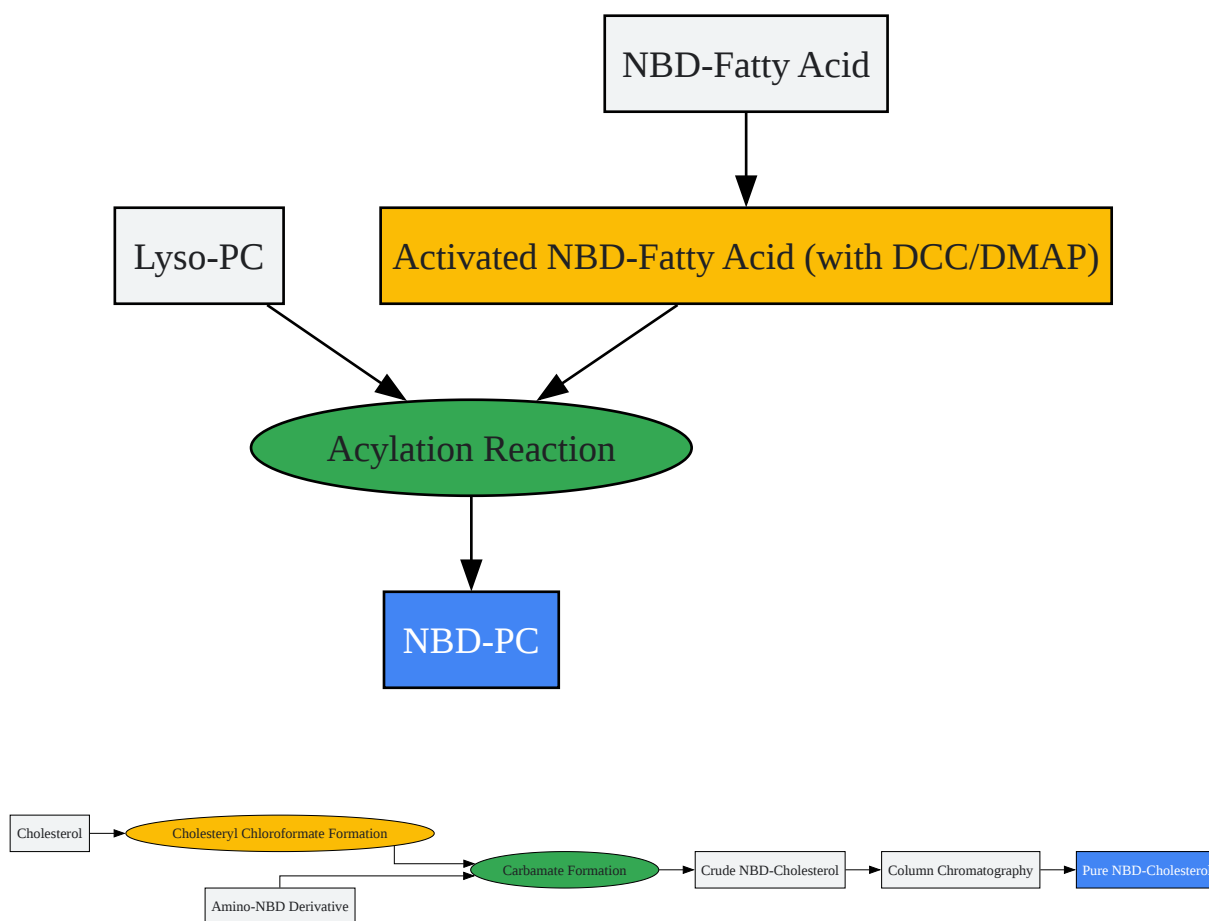 NBD-Fatty Acid
Lyso-PC
Activated NBD-Fatty Acid (with DCC/DMAP)
Acylation Reaction
NBD-PC
Cholesterol
Cholesteryl Chloroformate Formation
Carbamate Formation
Crude NBD-Cholesterol
Column Chromatography
Pure NBD-Cholesterol
Amino-NBD Derivative